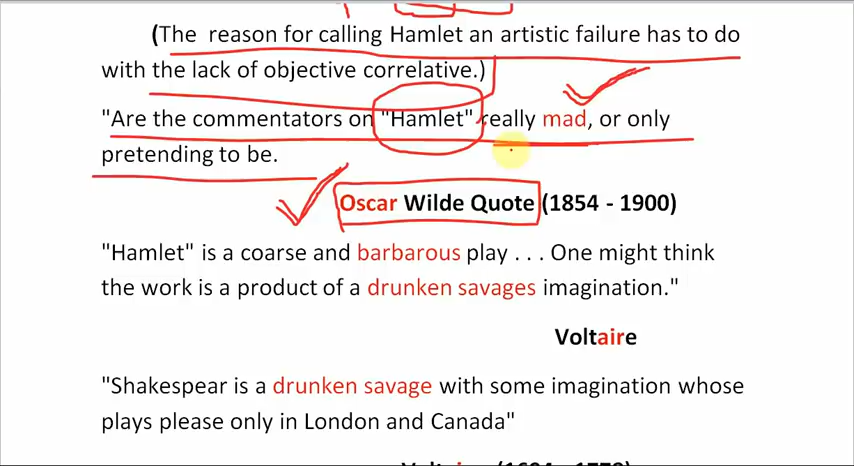 (The reason for calling Hamlet an artistic failure has to do
with the lack of objective correlative.)
"Are the commentators on "Hamlet" really mad, or only
pretending to be.
Oscar Wilde Quote (1854 - 1900)
"Hamlet" is a coarse and barbarous play . . . One might think
the work is a product of a drunken savages imagination."
Voltaire
"Shakespear is a drunken savage with some imagination whose
plays please only in London and Canada"